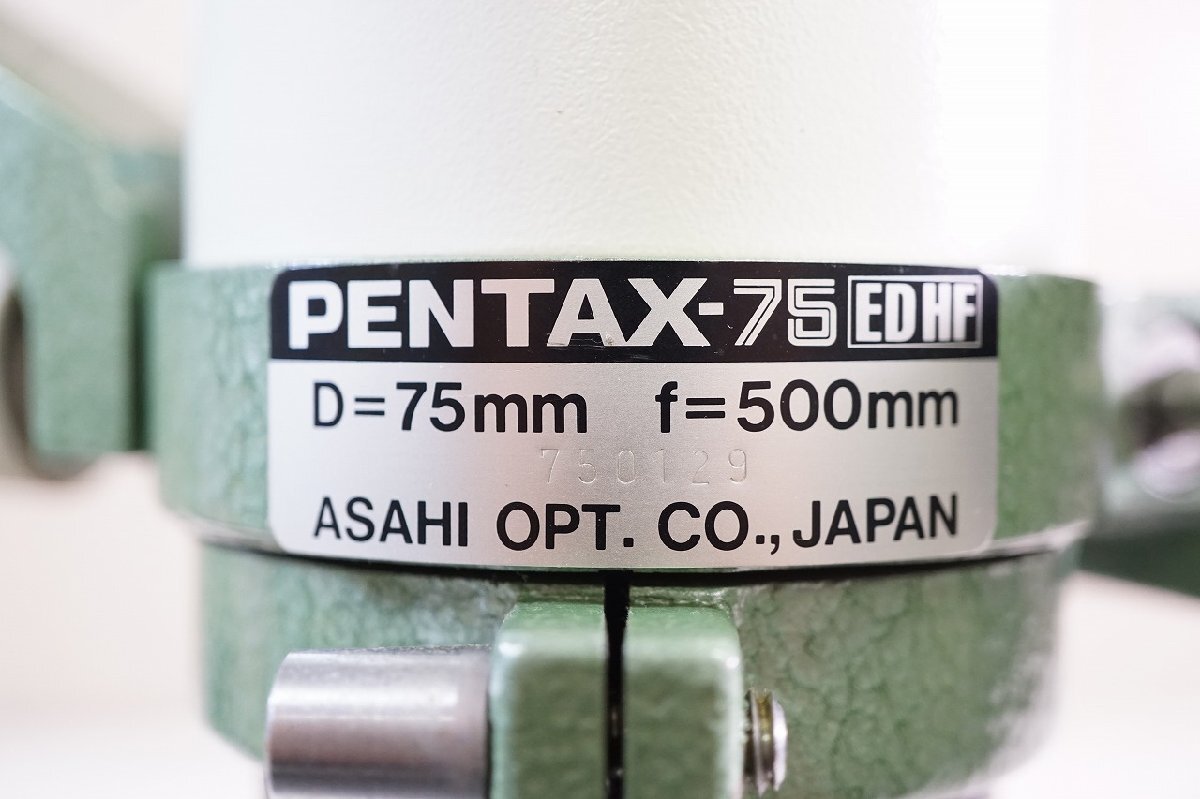 PENTAX-75 EDHF
D=75mm f=500mm
750129
ASAHI OPT. CO., JAPAN